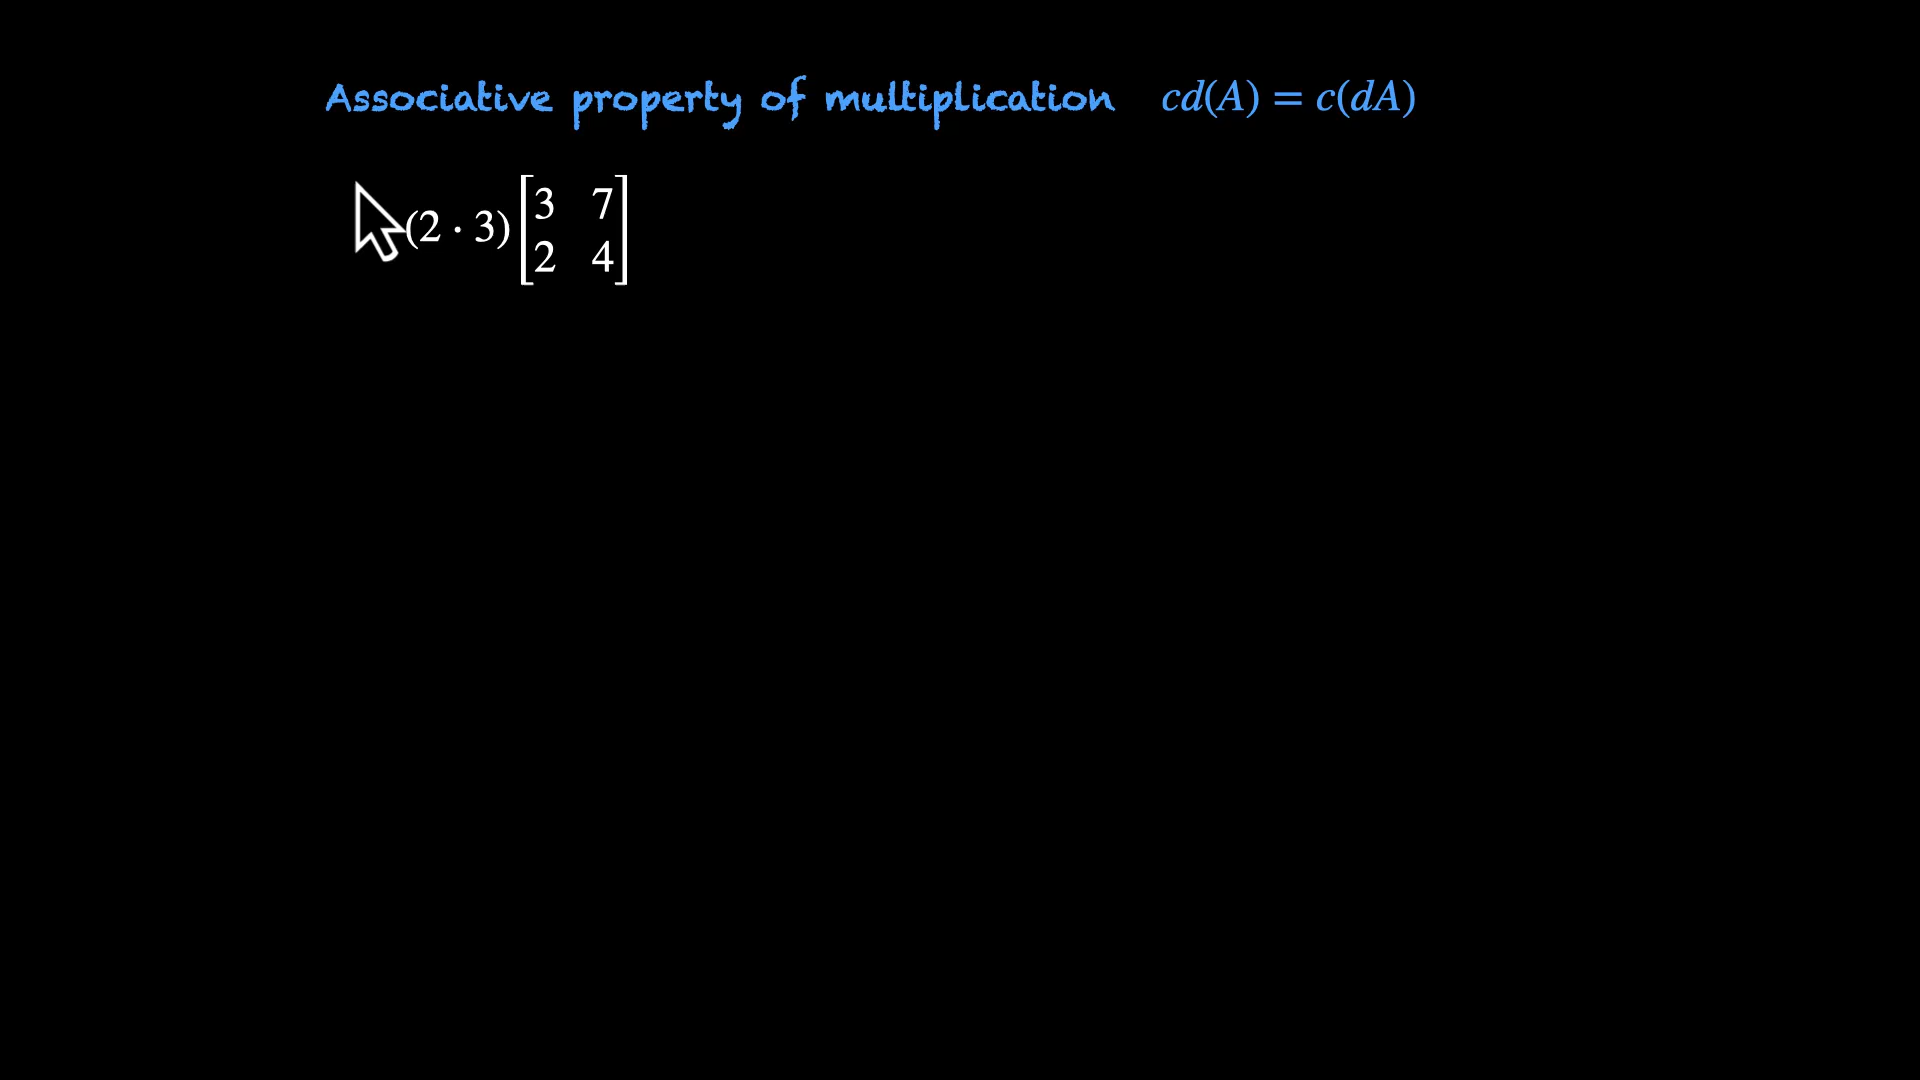 Associative property of multiplication cd(A) = c(dA)
(2 · 3) [3 7
2 4]